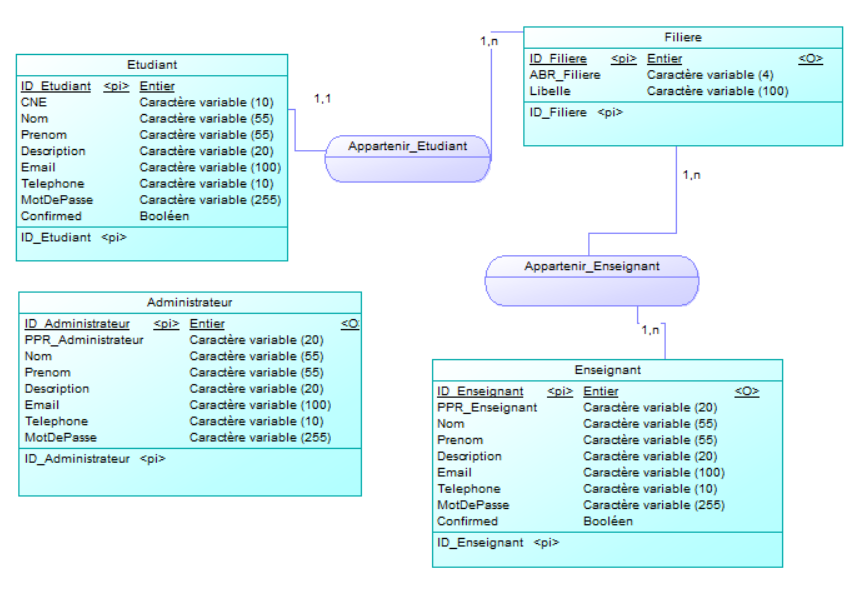 Etudiant
ID_Etudiant <pi> Entier
CNE Caractère variable (10)
Nom Caractère variable (55)
Prenom Caractère variable (55)
Description Caractère variable (20)
Email Caractère variable (100)
Telephone Caractère variable (10)
MotDePasse Caractère variable (255)
Confirmed Booléen
ID_Etudiant <pi>
1,1
Appartenir_Etudiant
1,n
Filiere
ID_Filiere <pi> Entier <O>
ABR_Filiere Caractère variable (4)
Libelle Caractère variable (100)
ID_Filiere <pi>
1,n
Appartenir_Enseignant
1,n
Administrateur
ID_Administrateur <pi> Entier <O
PPR_Administrateur Caractère variable (20)
Nom Caractère variable (55)
Prenom Caractère variable (55)
Description Caractère variable (20)
Email Caractère variable (100)
Telephone Caractère variable (10)
MotDePasse Caractère variable (255)
ID_Administrateur <pi>
Enseignant
ID_Enseignant <pi> Entier <O>
PPR_Enseignant Caractère variable (20)
Nom Caractère variable (55)
Prenom Caractère variable (55)
Description Caractère variable (20)
Email Caractère variable (100)
Telephone Caractère variable (10)
MotDePasse Caractère variable (255)
Confirmed Booléen
ID_Enseignant <pi>